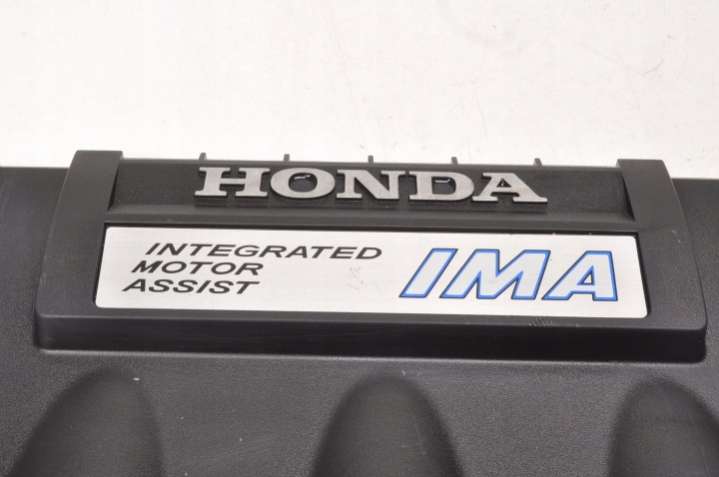 HONDA
INTEGRATED
MOTOR
ASSIST
IMA